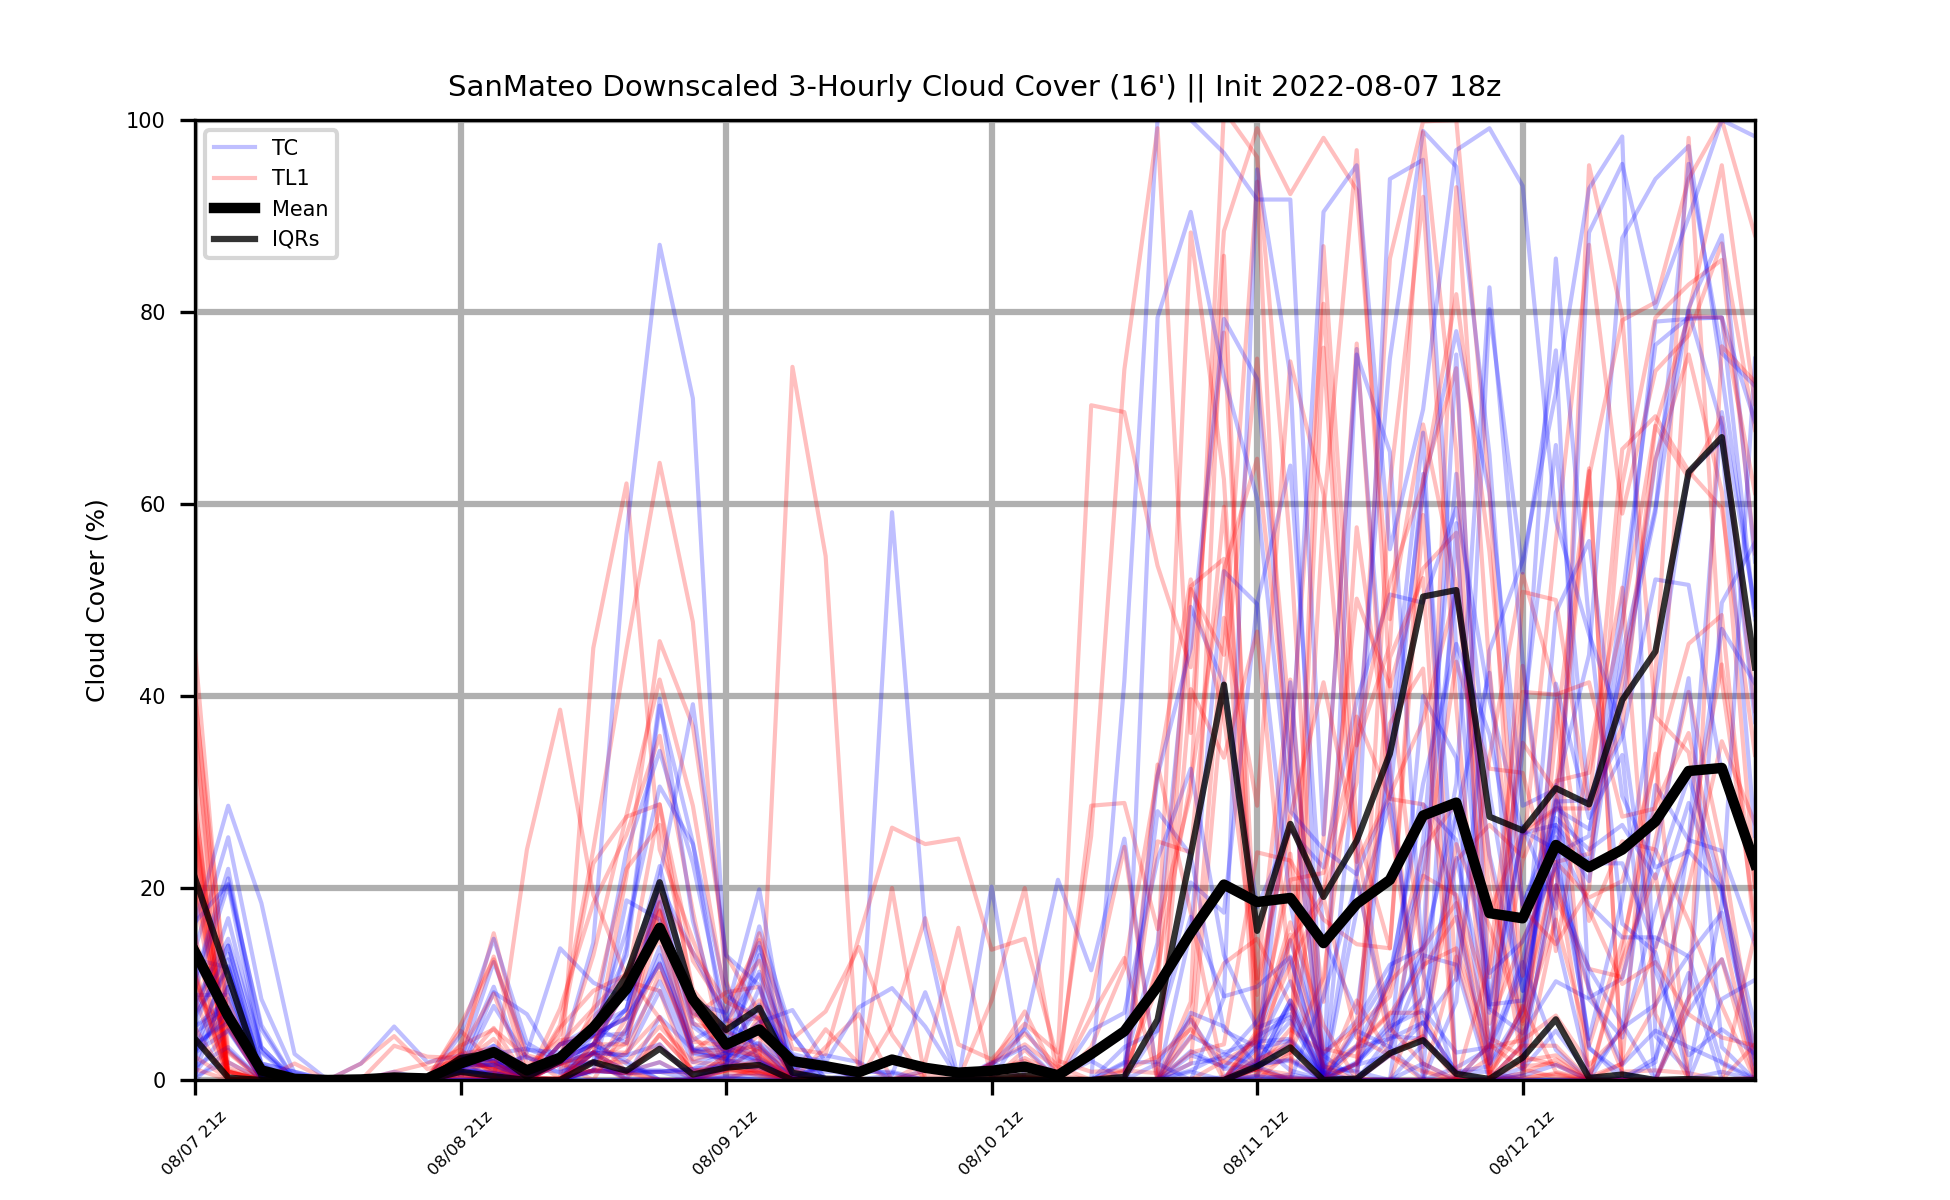 SanMateo Downscaled 3-Hourly Cloud Cover (16') || Init 2022-08-07 18z
100
80
60
40
20
0
Cloud Cover (%)
TC
TL1
Mean
IQRs
08/07 21z
08/08 21z
08/09 21z
08/10 21z
08/11 21z
08/12 21z